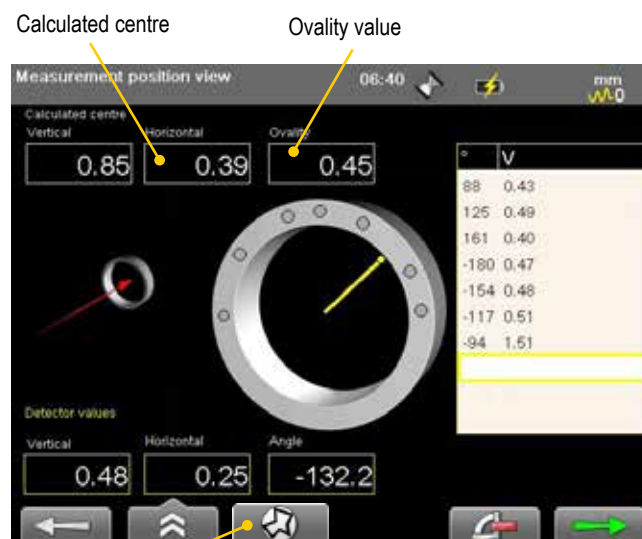 Calculated centre
Ovality value
Measurement position view 06:40 mm
0
Calculated centre
Vertical Horizontal Ovality
0.85 0.39 0.45
° V
88 0.43
125 0.49
161 0.40
-180 0.47
-154 0.48
-117 0.51
-94 1.51
Detector values
Vertical Horizontal Angle
0.48 0.25 -132.2